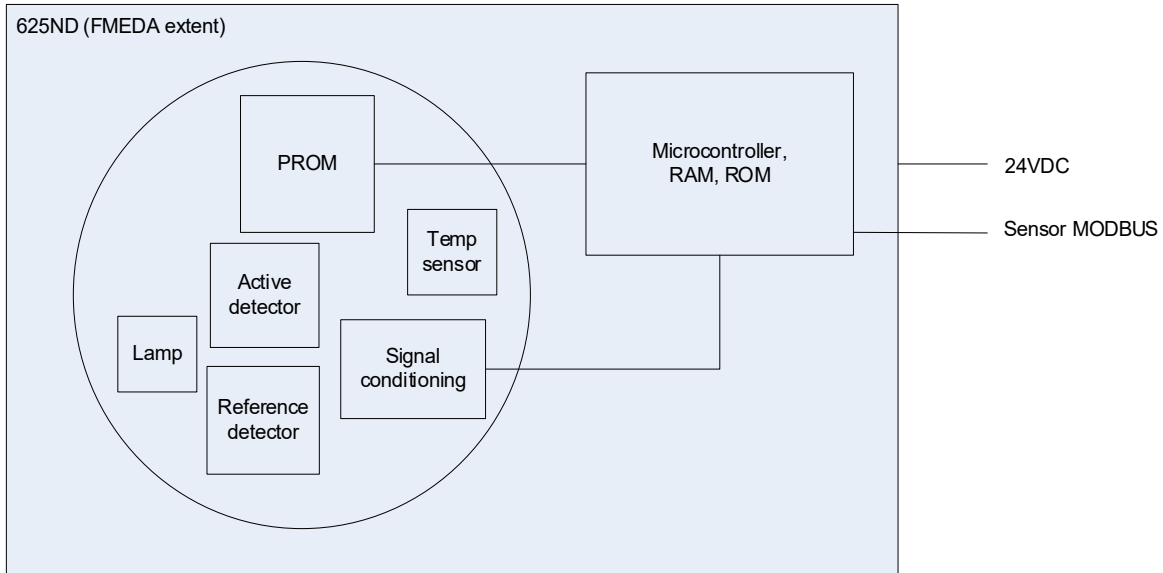 625ND (FMEDA extent)
PROM
Microcontroller,
RAM, ROM
24VDC
Sensor MODBUS
Temp
sensor
Active
detector
Lamp
Signal
conditioning
Reference
detector